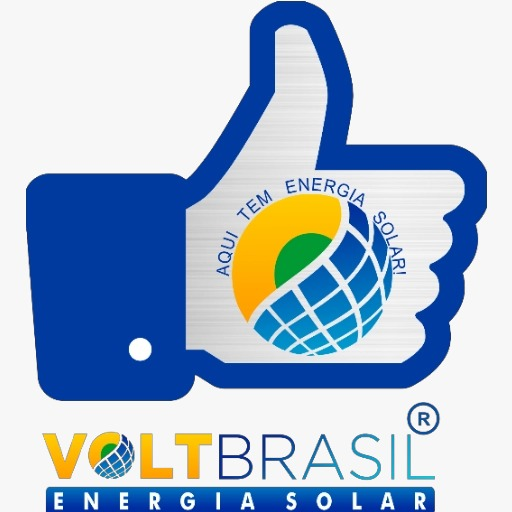 AQUI TEM ENERGIA SOLAR!
VOLTBRASIL®
ENERGIA SOLAR